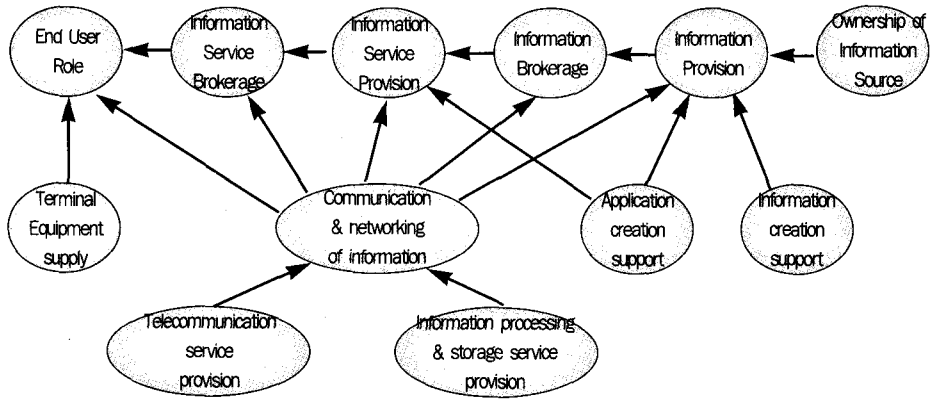 End User
Role
Information
Service
Brokerage
Information
Service
Provision
Information
Brokerage
Information
Provision
Ownership of
Information
Source
Terminal
Equipment
supply
Communication
& networking
of information
Application
creation
support
Information
creation
support
Telecommunication
service
provision
Information processing
& storage service
provision